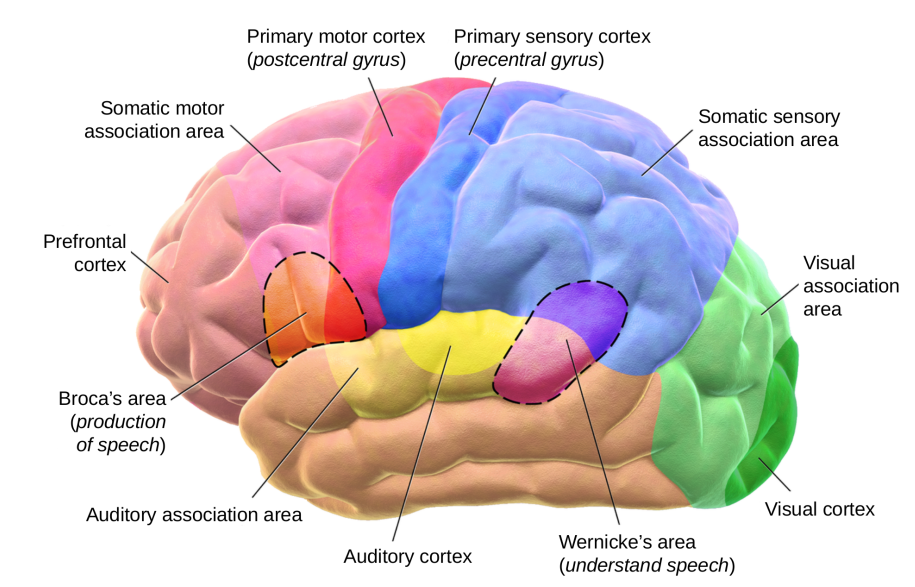 Primary motor cortex
(postcentral gyrus)
Primary sensory cortex
(precentral gyrus)
Somatic motor
association area
Somatic sensory
association area
Prefrontal
cortex
Visual
association
area
Broca's area
(production
of speech)
Visual cortex
Auditory association area
Auditory cortex
Wernicke's area
(understand speech)